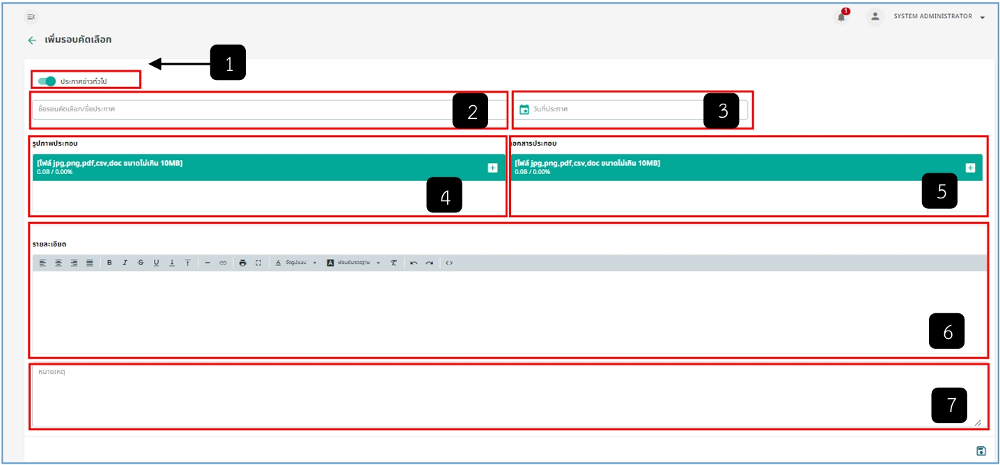 1
SYSTEM ADMINISTRATOR
เพิ่มรอบคัดเลือก
1
ประกาศข่าวทั่วไป
ชื่อรอบคัดเลือก/ชื่อประกาศ
2
วันที่ประกาศ
3
รูปภาพประกอบ
เอกสารประกอบ
[ไฟล์ jpg,png,pdf,csv,doc ขนาดไม่เกิน 10MB]
0.0B / 0.00%
[ไฟล์ jpg,png,pdf,csv,doc ขนาดไม่เกิน 10MB]
0.0B / 0.00%
4
5
รายละเอียด
B I S U A จัดรูปแบบ A ฟอนต์มาตรฐาน
6
หมายเหตุ
7